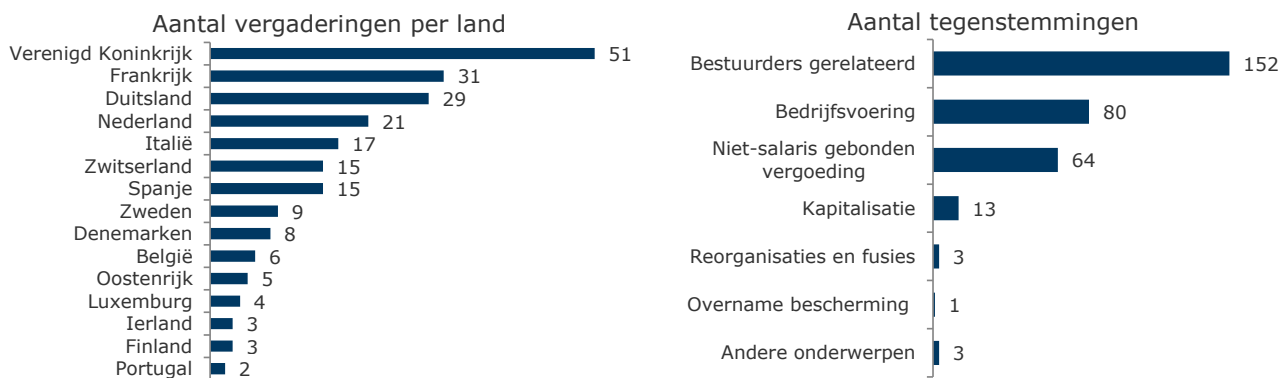 Aantal vergaderingen per land
Verenigd Koninkrijk 51
Frankrijk 31
Duitsland 29
Nederland 21
Italië 17
Zwitserland 15
Spanje 15
Zweden 9
Denemarken 8
België 6
Oostenrijk 5
Luxemburg 4
Ierland 3
Finland 3
Portugal 2
Aantal tegenstemmingen
Bestuurders gerelateerd 152
Bedrijfsvoering 80
Niet-salaris gebonden
vergoeding 64
Kapitalisatie 13
Reorganisaties en fusies 3
Overname bescherming 1
Andere onderwerpen 3